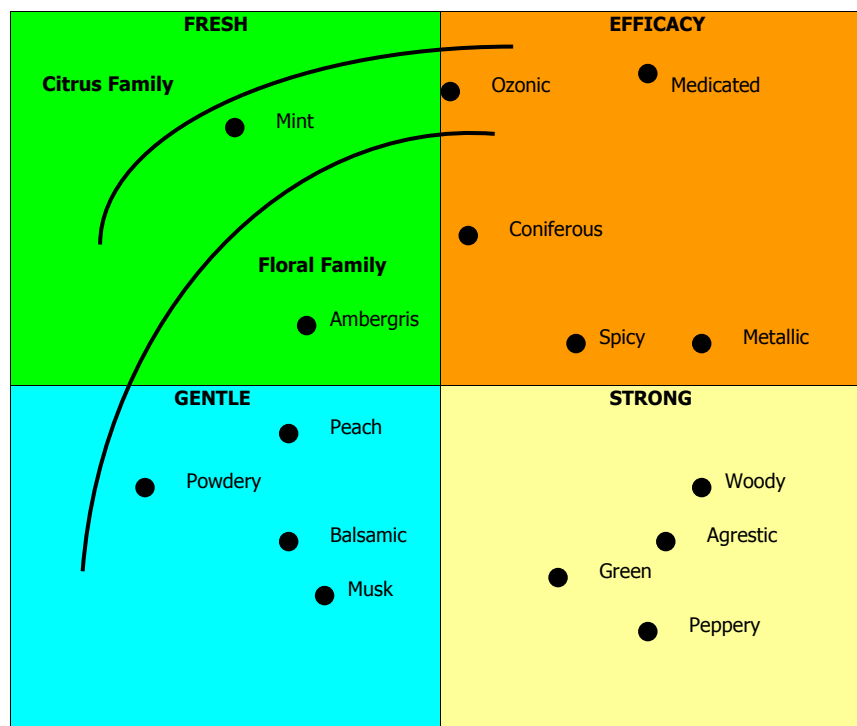 FRESH
EFFICACY
Citrus Family
Ozonic
Medicated
Mint
Coniferous
Floral Family
Ambergris
Spicy
Metallic
GENTLE
STRONG
Peach
Powdery
Woody
Balsamic
Agrestic
Green
Musk
Peppery